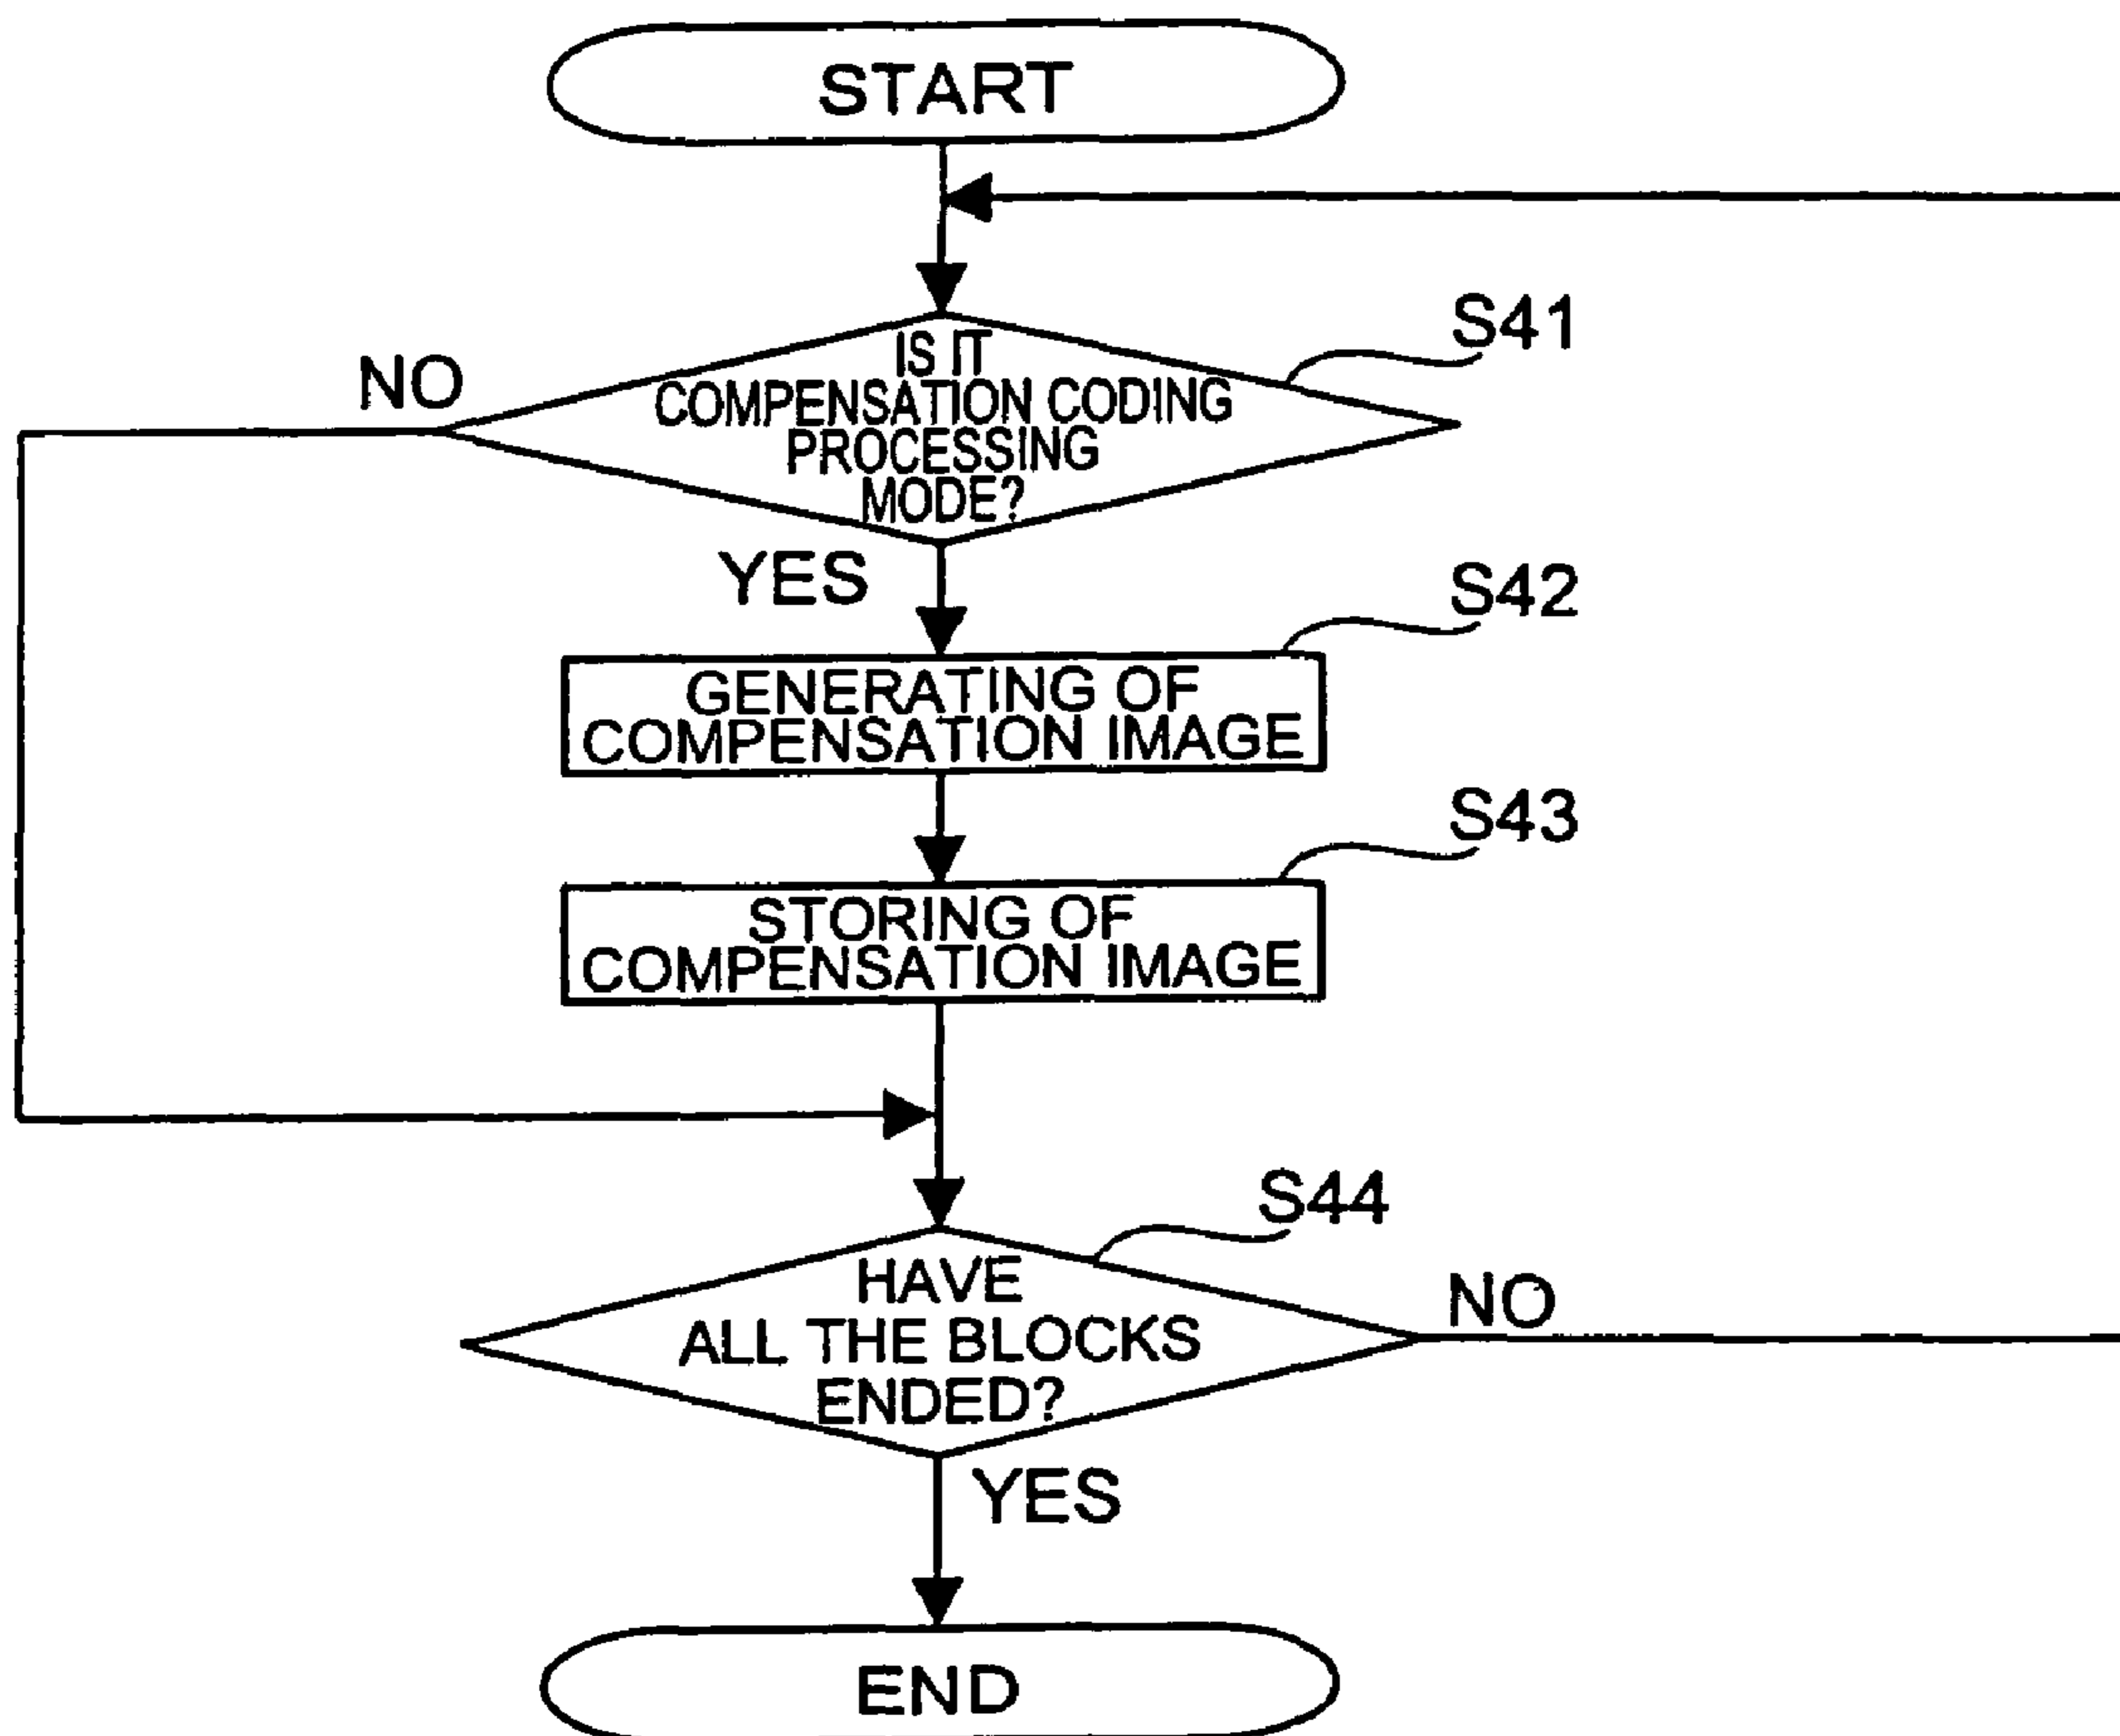 START
S41
IS IT
COMPENSATION CODING
PROCESSING
MODE?
NO
YES
S42
GENERATING OF
COMPENSATION IMAGE
S43
STORING OF
COMPENSATION IMAGE
S44
HAVE
ALL THE BLOCKS
ENDED?
NO
YES
END